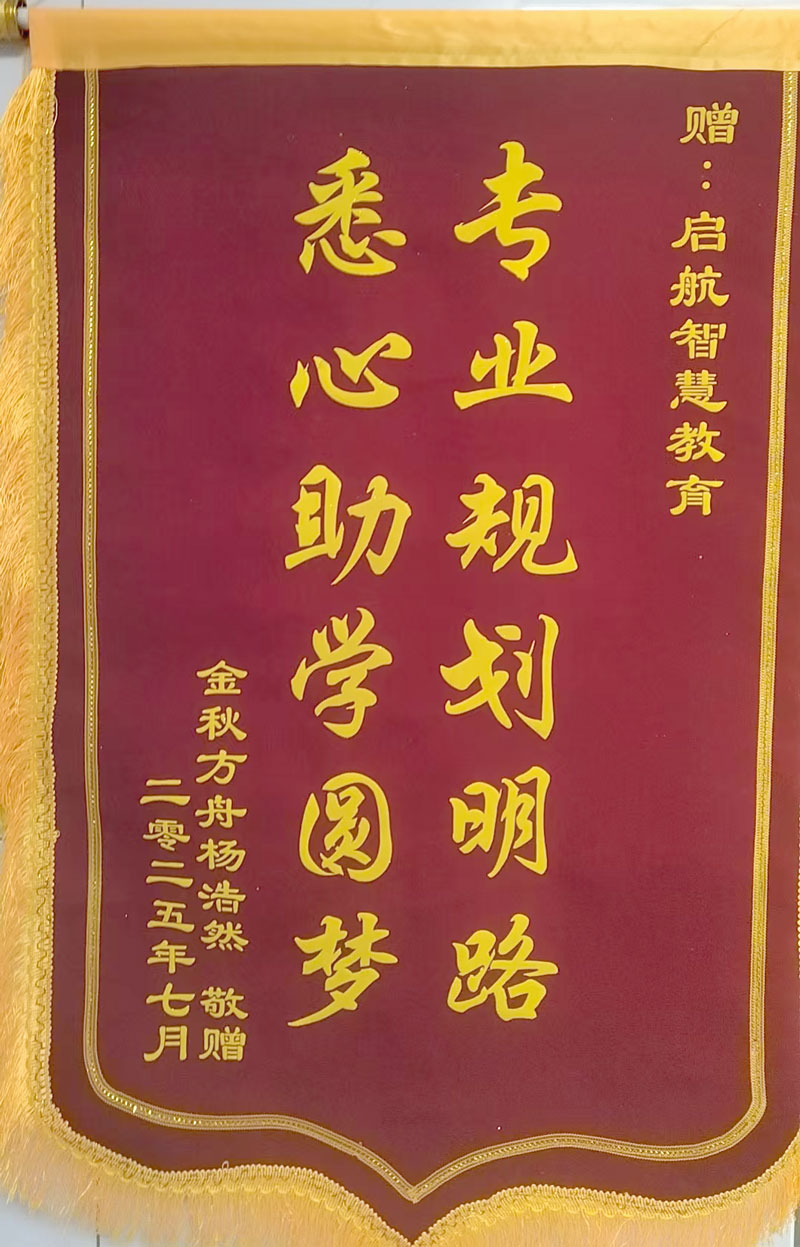 赠：启航智慧教育
专业规划明路
悉心助学圆梦
金秋方舟杨浩然 敬赠
二零二五年七月